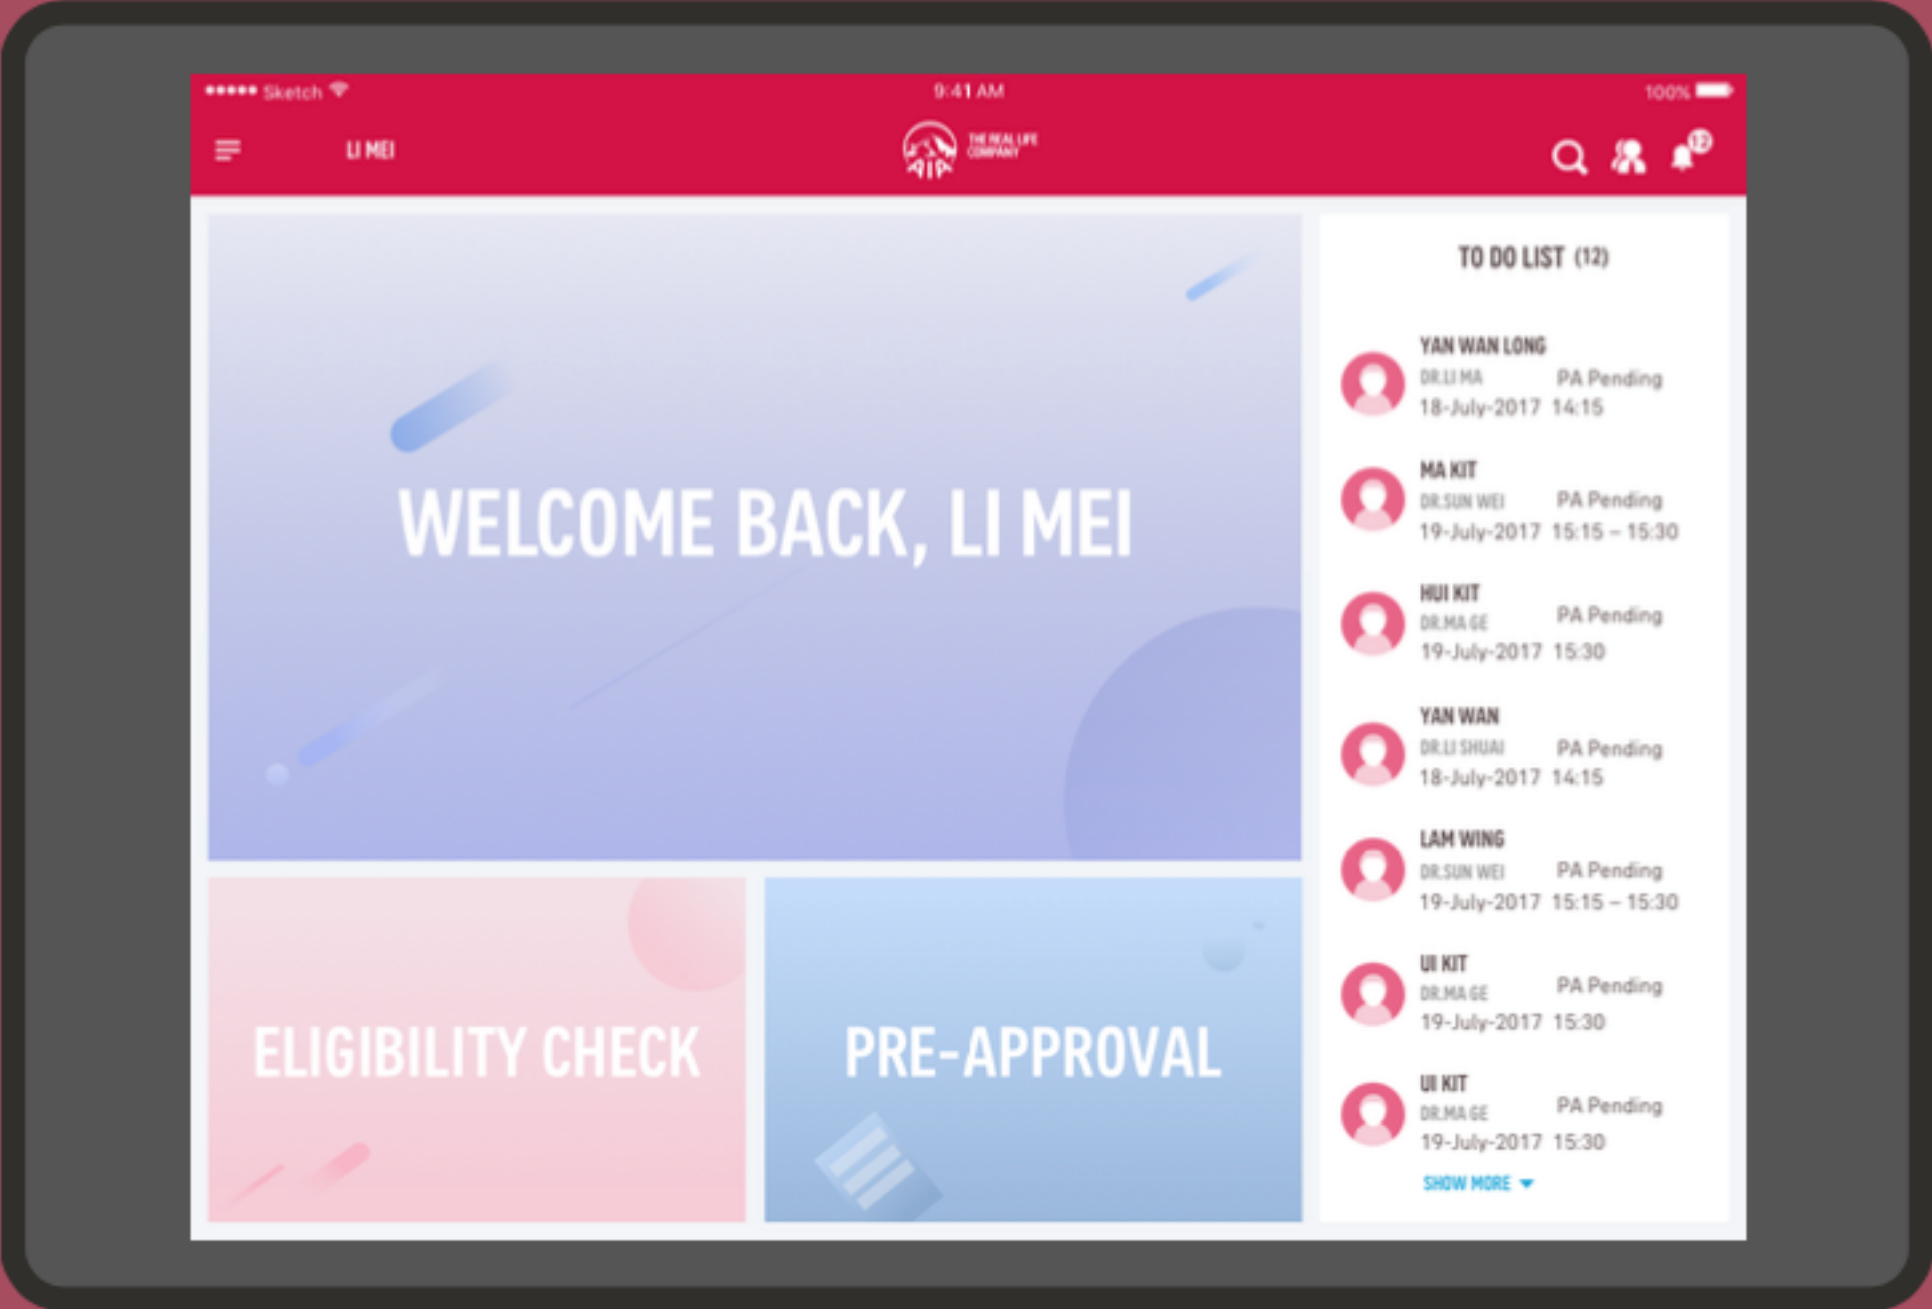 Sketch
9:41 AM
100%
LI MEI
AIA
THE REAL LIFE
COMPANY
12
WELCOME BACK, LI MEI
ELIGIBILITY CHECK
PRE-APPROVAL
TO DO LIST (12)
YAN WAN LONG
DR.LI MA PA Pending
18-July-2017 14:15
MA KIT
DR.SUN WEI PA Pending
19-July-2017 15:15 – 15:30
HUI KIT
DR.MA GE PA Pending
19-July-2017 15:30
YAN WAN
DR.LI SHUAI PA Pending
18-July-2017 14:15
LAM WING
DR.SUN WEI PA Pending
19-July-2017 15:15 – 15:30
UI KIT
DR.MA GE PA Pending
19-July-2017 15:30
UI KIT
DR.MA GE PA Pending
19-July-2017 15:30
SHOW MORE